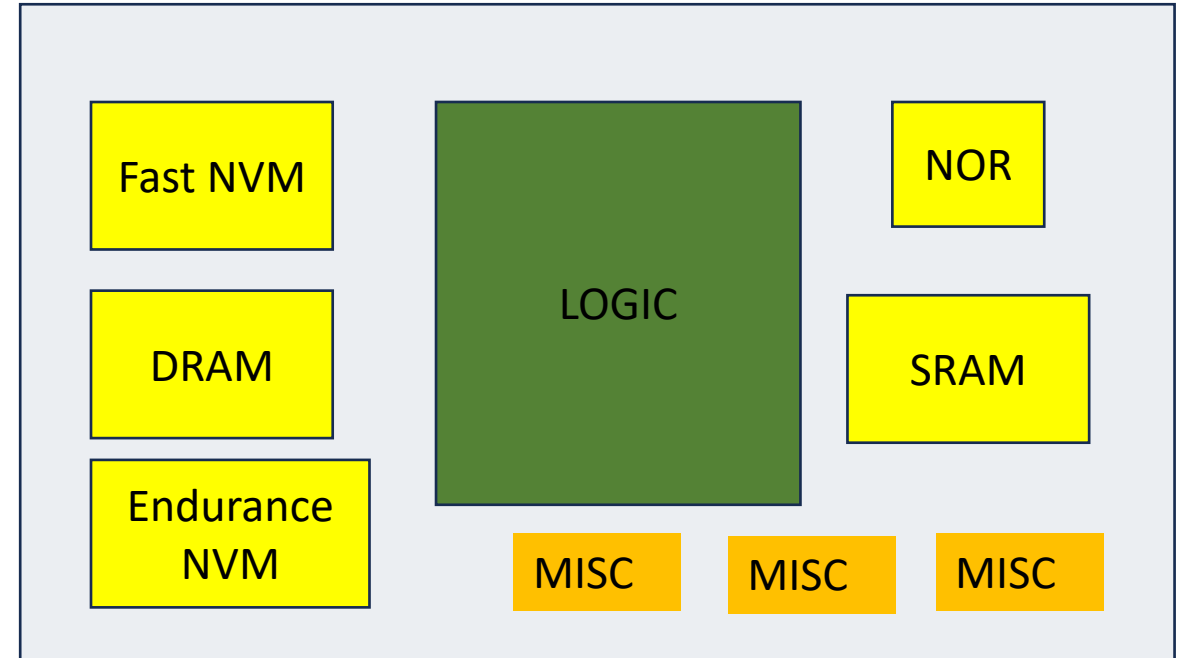 Fast NVM
DRAM
Endurance
NVM
LOGIC
NOR
SRAM
MISC
MISC
MISC